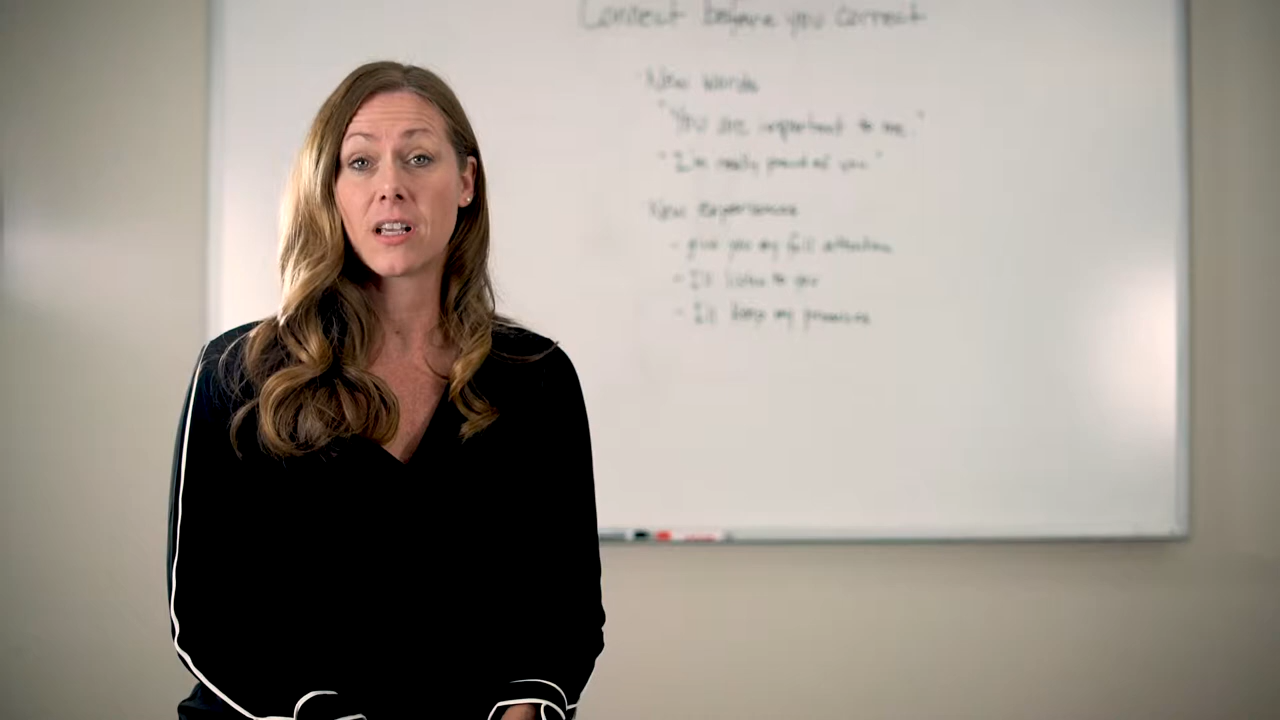 Connect before you correct
New words
"You are important to me."
"I'm really proud of you"
New experiences
- give you my full attention
- I'll listen to you
- I'll keep my promises